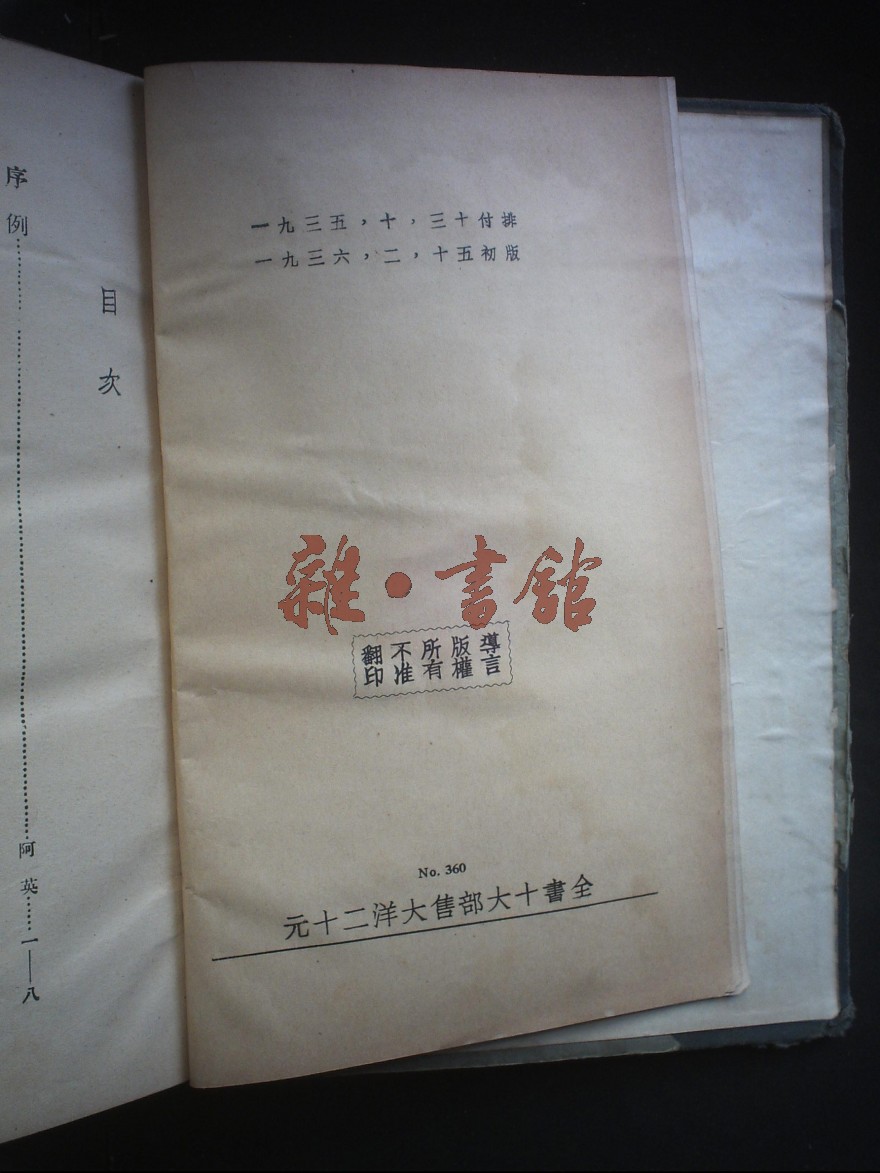 一九三五，十，三十付排
一九三六，二，十五初版
雜·書館
導言
版權
所有
不准
翻印
No. 360
全書十大部售大洋二十元
目次
序例…………阿英……一——八